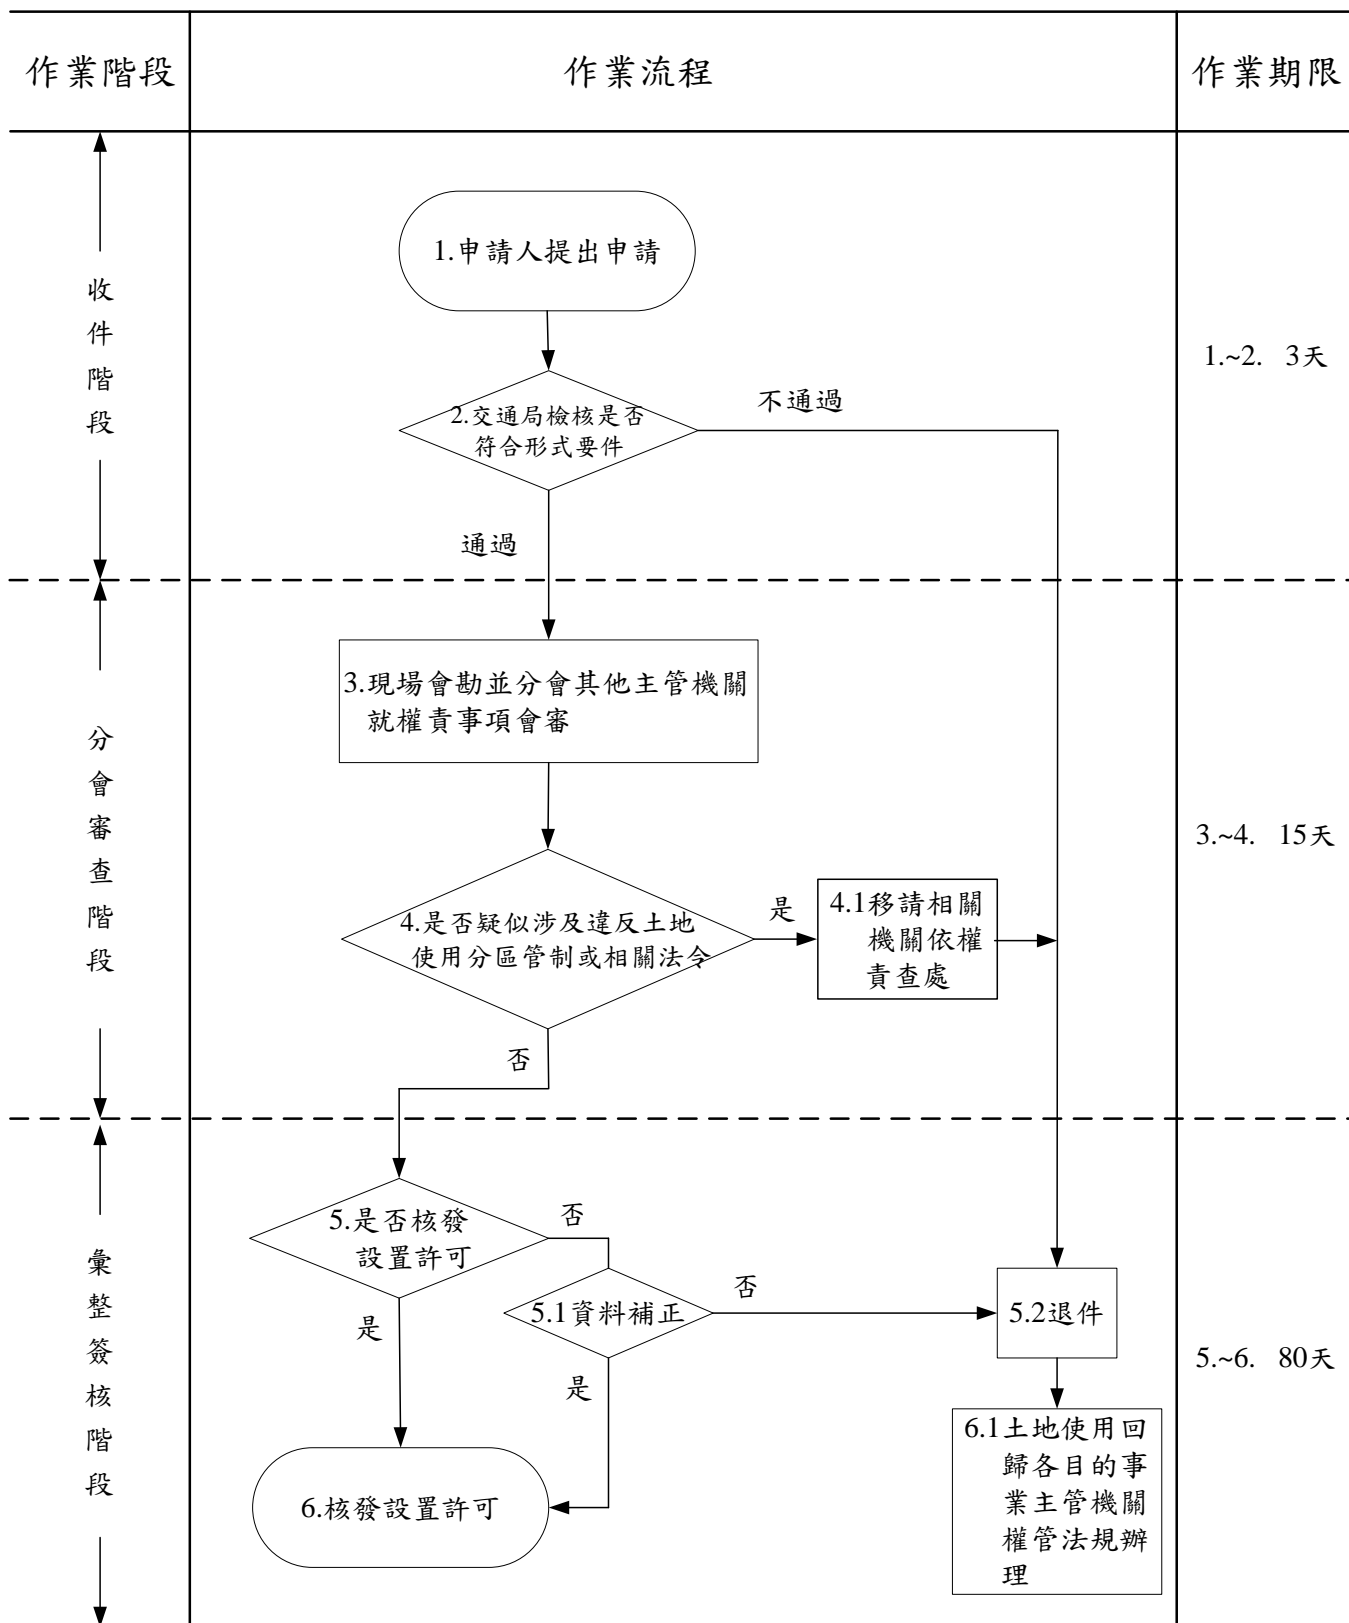 作業階段
作業流程
作業期限
收件階段
1.申請人提出申請
2.交通局檢核是否
符合形式要件
不通過
通過
1.~2. 3天
分會審查階段
3.現場會勘並分會其他主管機關
就權責事項會審
4.是否疑似涉及違反土地
使用分區管制或相關法令
是
4.1移請相關
機關依權
責查處
否
3.~4. 15天
彙整簽核階段
5.是否核發
設置許可
否
是
5.1資料補正
否
是
5.2退件
6.核發設置許可
6.1土地使用回
歸各目的事
業主管機關
權管法規辦
理
5.~6. 80天